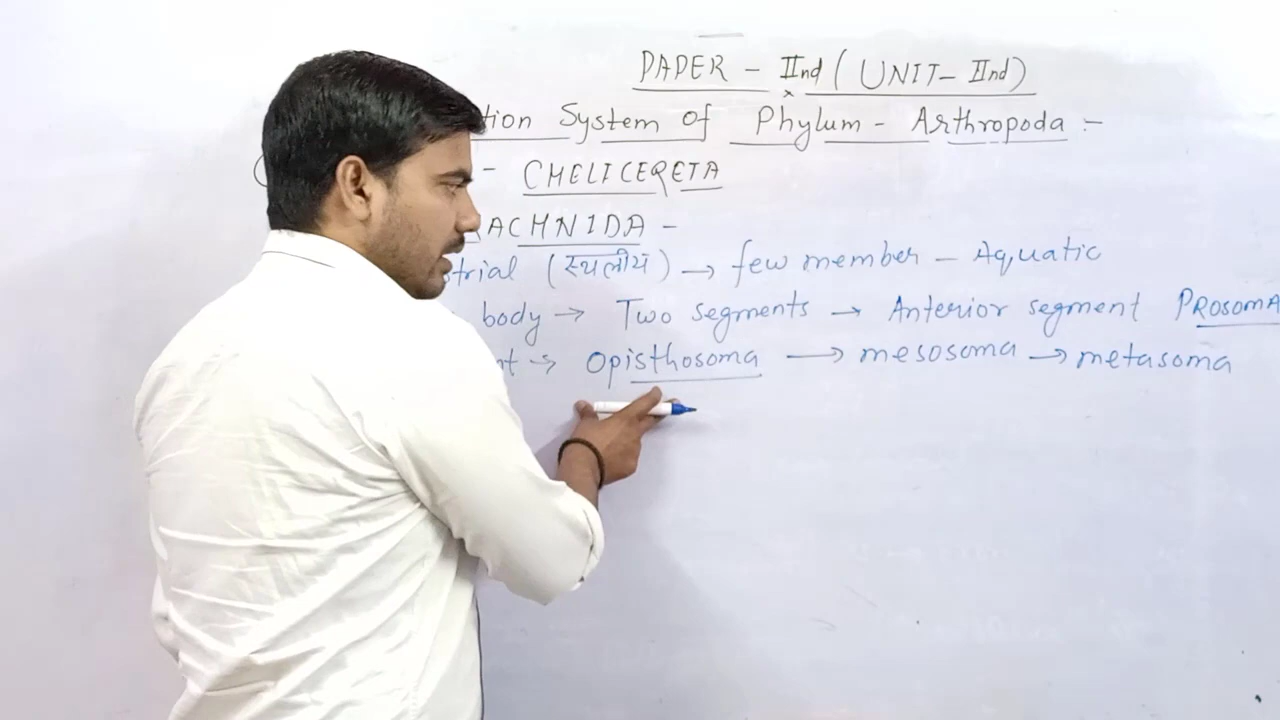 PAPER - IInd (UNIT- IInd)
tion System of Phylum - Arthropoda :-
- CHELICERETA
ACHNIDA -
trial (स्थलीय) → few member - Aquatic
body → Two segments → Anterior segment PROSOMA
nt → Opisthosoma → mesosoma → metasoma